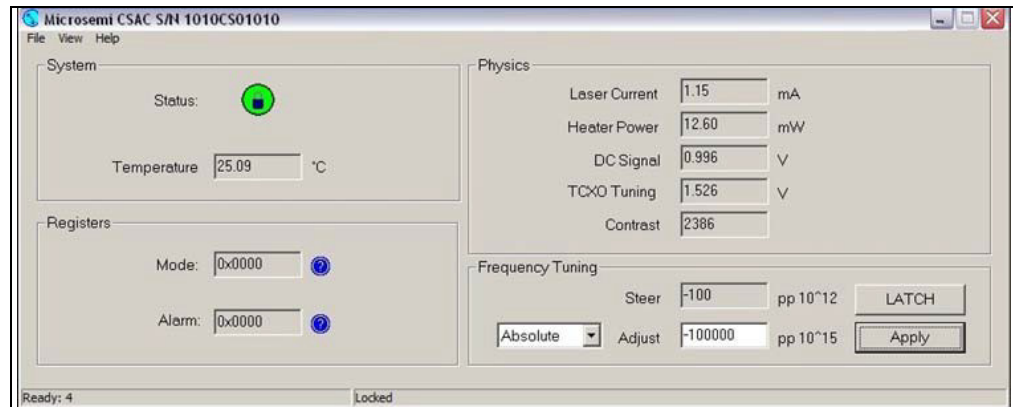 Microsemi CSAC S/N 1010CS01010
File View Help
System
Status:
Temperature 25.09 °C
Registers
Mode: 0x0000 ?
Alarm: 0x0000 ?
Physics
Laser Current 1.15 mA
Heater Power 12.60 mW
DC Signal 0.996 V
TCXO Tuning 1.526 V
Contrast 2386
Frequency Tuning
Steer -100 pp 10^12 LATCH
Absolute Adjust -100000 pp 10^15 Apply
Ready: 4 Locked